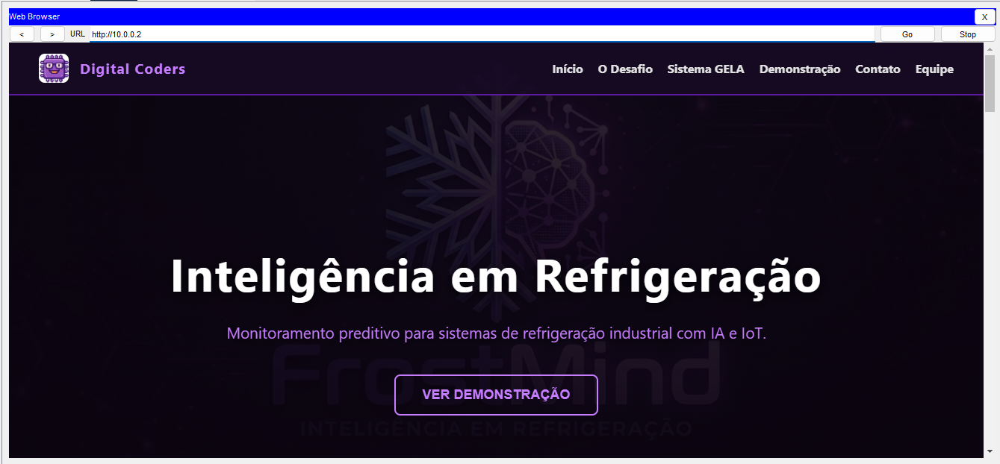 Web Browser X
< > URL http://10.0.0.2 Go Stop
Digital Coders Início O Desafio Sistema GELA Demonstração Contato Equipe
Inteligência em Refrigeração
Monitoramento preditivo para sistemas de refrigeração industrial com IA e IoT.
FrostMind
VER DEMONSTRAÇÃO
INTELIGÊNCIA EM REFRIGERAÇÃO